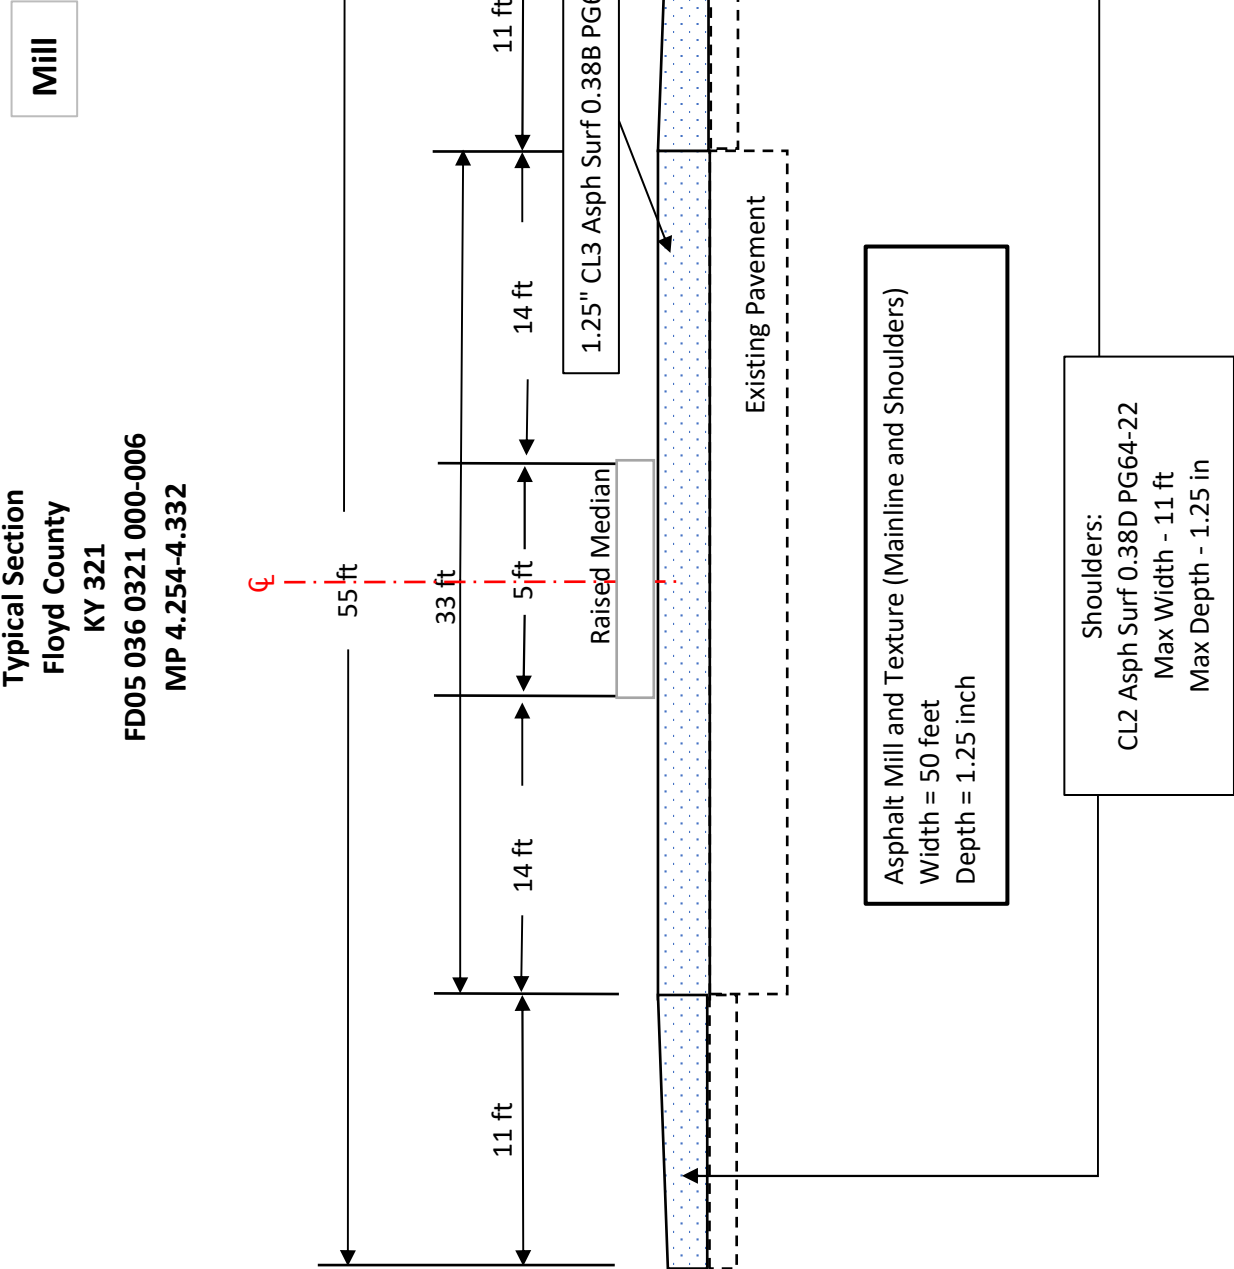 Mill
Typical Section
Floyd County
KY 321
FD05 036 0321 000-006
MP 4.254-4.332
℄
55 ft
33 ft
11 ft
14 ft
5 ft
14 ft
11 ft
Raised Median
1.25" CL3 Asph Surf 0.38B PG6
Existing Pavement
Asphalt Mill and Texture (Mainline and Shoulders)
Width = 50 feet
Depth = 1.25 inch
Shoulders:
CL2 Asph Surf 0.38D PG64-22
Max Width - 11 ft
Max Depth - 1.25 in